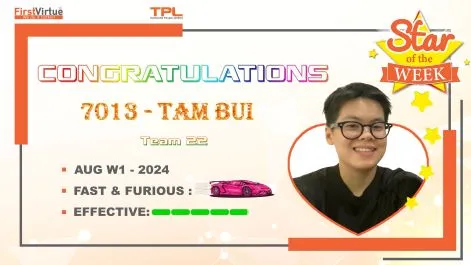 FirstVirtue
TPL
Star
of the
WEEK
CONGRATULATIONS
7013 - TAM BUI
Team 22
AUG W1 - 2024
FAST & FURIOUS :
EFFECTIVE: